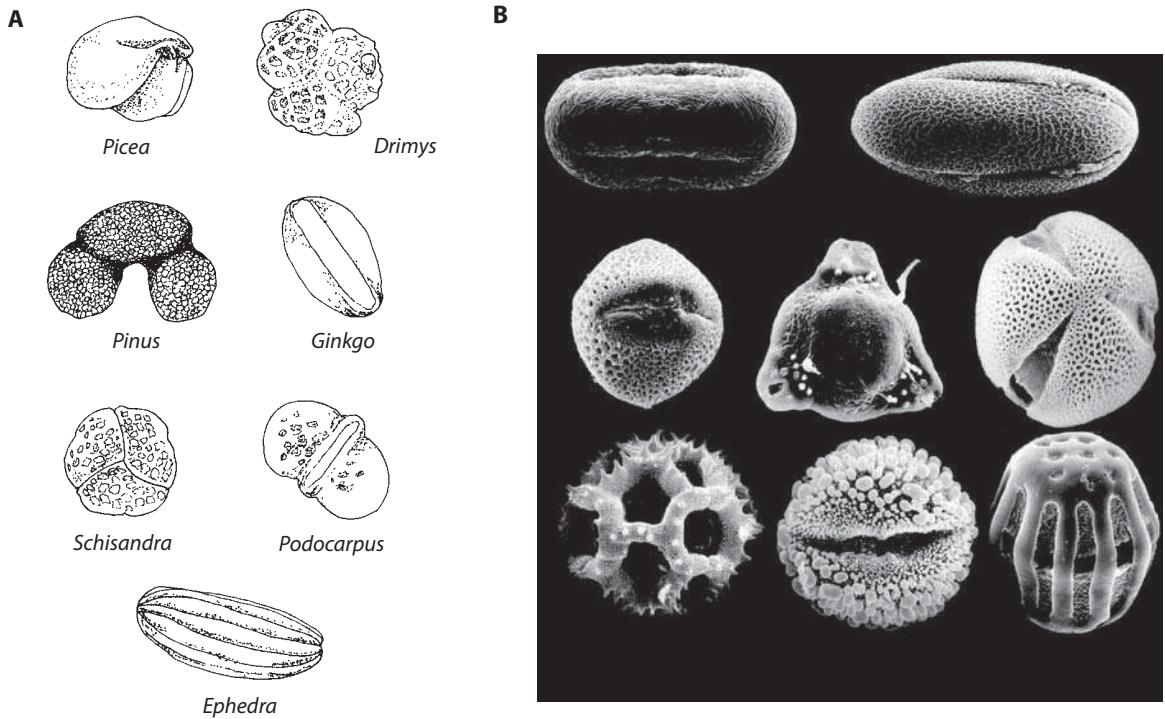 A
B
Picea
Drimys
Pinus
Ginkgo
Schisandra
Podocarpus
Ephedra